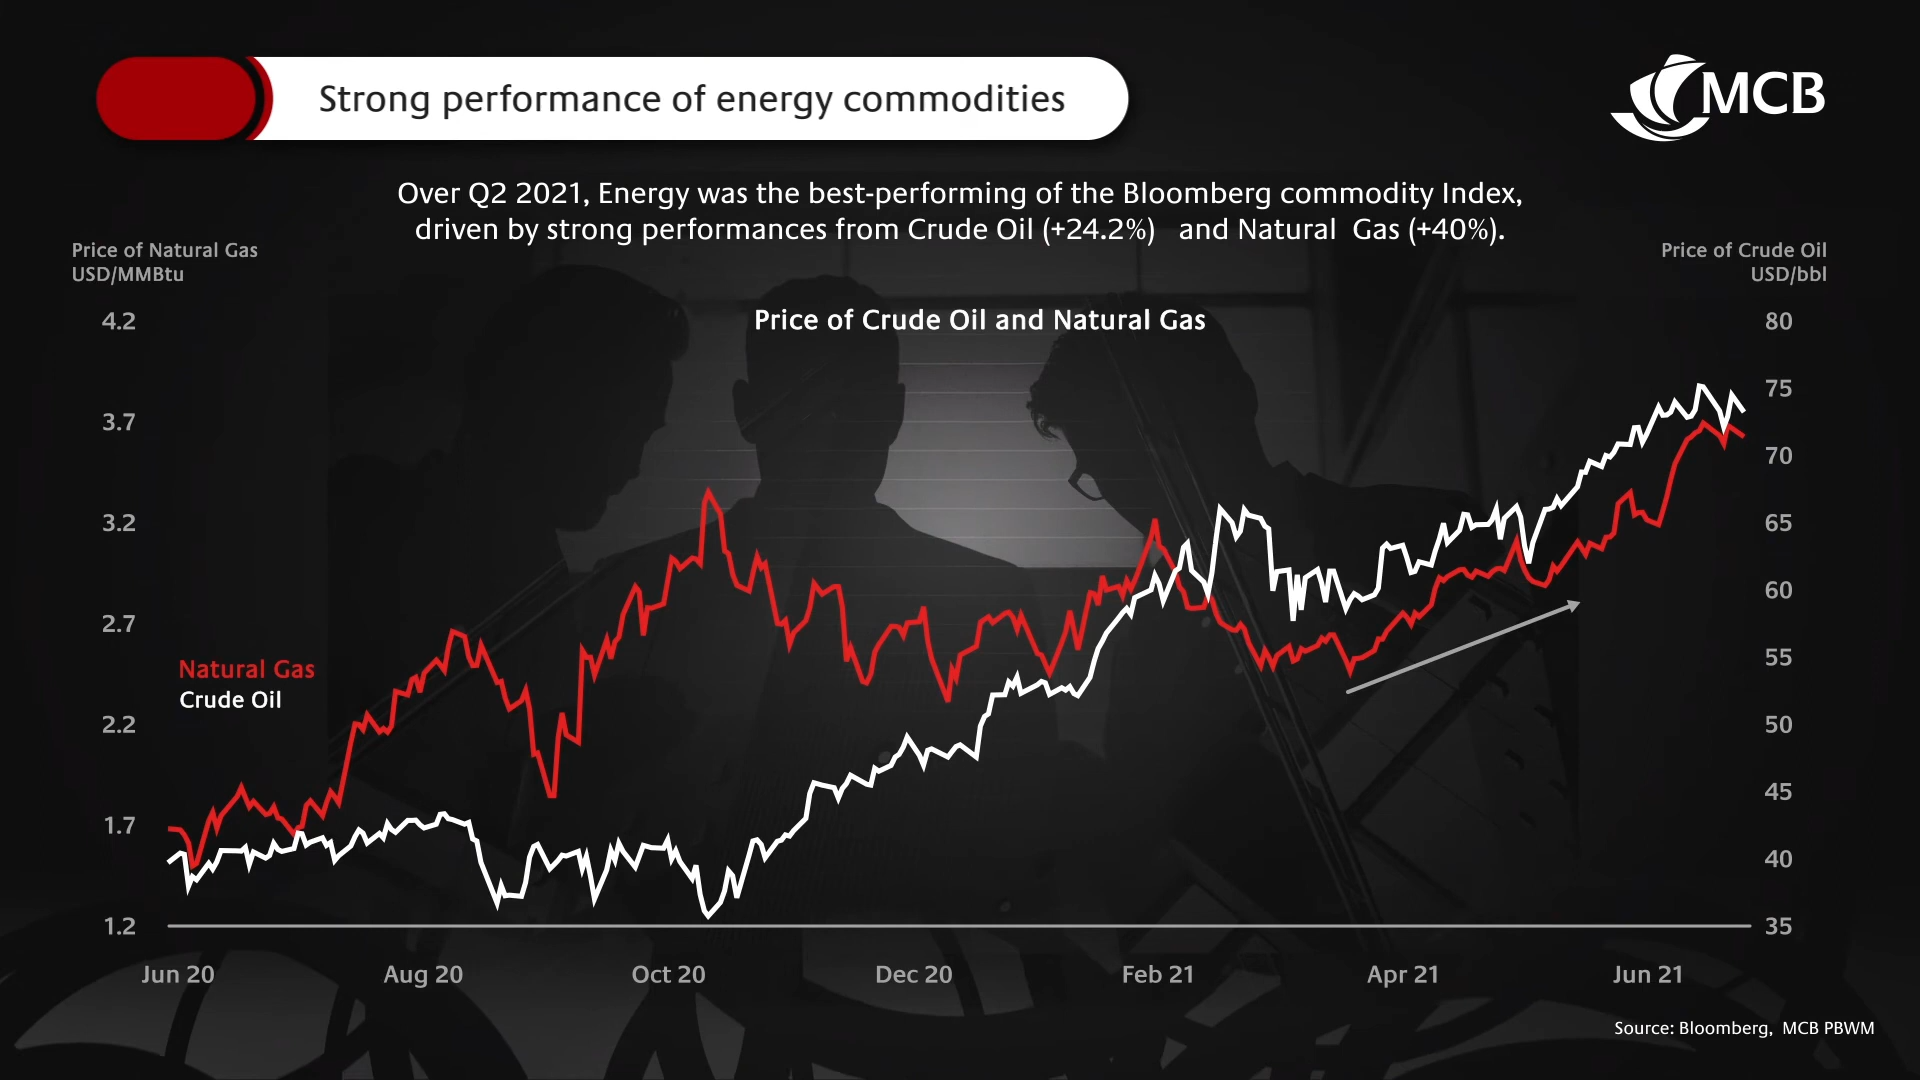 Strong performance of energy commodities
MCB
Over Q2 2021, Energy was the best-performing of the Bloomberg commodity Index,
driven by strong performances from Crude Oil (+24.2%) and Natural Gas (+40%).
Price of Natural Gas
USD/MMBtu
Price of Crude Oil
USD/bbl
Price of Crude Oil and Natural Gas
4.2
3.7
3.2
2.7
2.2
1.7
1.2
80
75
70
65
60
55
50
45
40
35
Natural Gas
Crude Oil
Jun 20
Aug 20
Oct 20
Dec 20
Feb 21
Apr 21
Jun 21
Source: Bloomberg, MCB PBWM